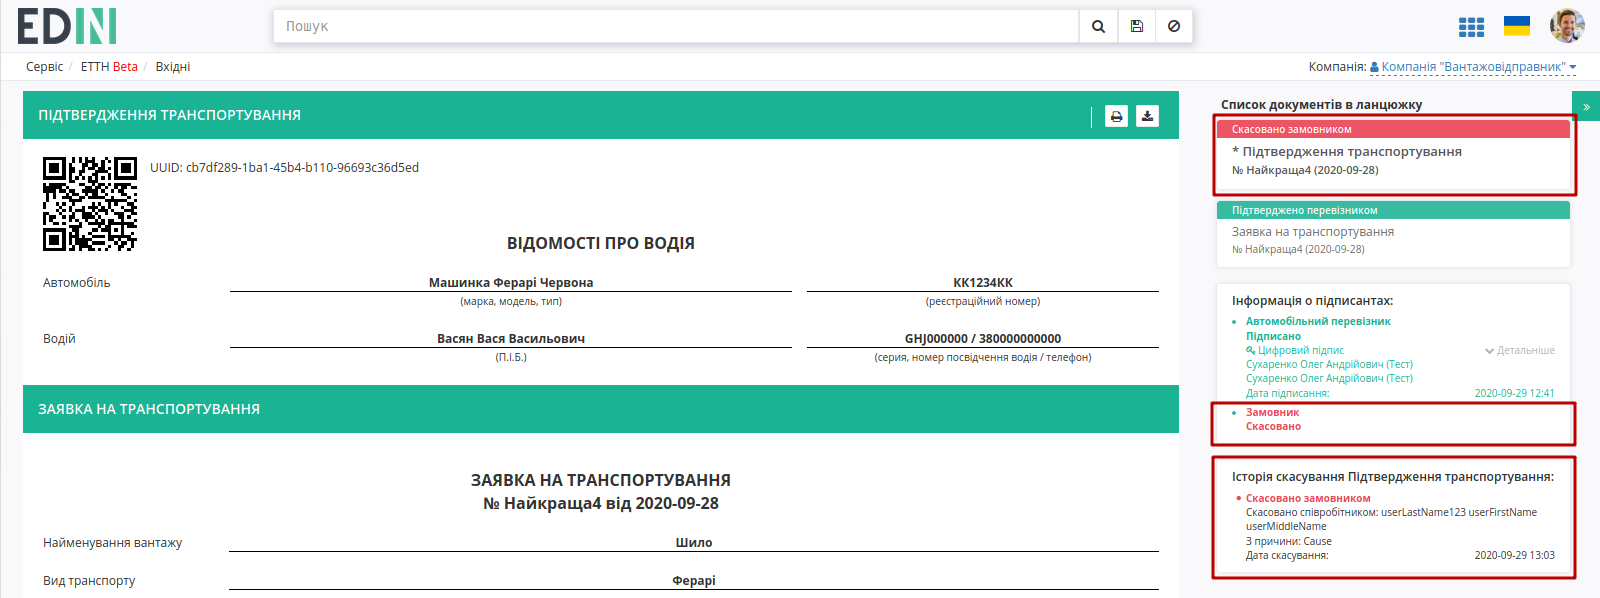 EDIN
Пошук
Сервіс / ЕТТН Beta / Вхідні
Компанія: Компанія "Вантажовідправник"
ПІДТВЕРДЖЕННЯ ТРАНСПОРТУВАННЯ
UUID: cb7df289-1ba1-45b4-b110-96693c36d5ed
ВІДОМОСТІ ПРО ВОДІЯ
Автомобіль
Машинка Ферарі Червона
КК1234КК
(марка, модель, тип)
(реєстраційний номер)
Водій
Васян Вася Васильович
GHJ000000 / 380000000000
(П.І.Б.)
(серия, номер посвідчення водія / телефон)
ЗАЯВКА НА ТРАНСПОРТУВАННЯ
ЗАЯВКА НА ТРАНСПОРТУВАННЯ
№ Найкраща4 від 2020-09-28
Найменування вантажу
Шило
Вид транспорту
Ферарі
Список документів в ланцюжку
»
Скасовано замовником
* Підтвердження транспортування
№ Найкраща4 (2020-09-28)
Підтверджено перевізником
Заявка на транспортування
№ Найкраща4 (2020-09-28)
Інформація о підписантах:
Автомобільний перевізник
Підписано
Цифровий підпис
Детальніше
Сухаренко Олег Андрійович (Тест)
Сухаренко Олег Андрійович (Тест)
Дата підписання: 2020-09-29 12:41
Замовник
Скасовано
Історія скасування Підтвердження транспортування:
Скасовано замовником
Скасовано співробітником: userLastName123 userFirstName
userMiddleName
З причини: Cause
Дата скасування: 2020-09-29 13:03